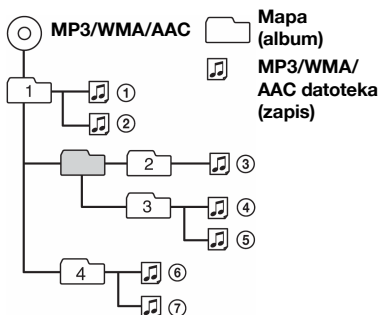 MP3/WMA/AAC
Mapa
(album)
MP3/WMA/
AAC datoteka
(zapis)
1
①
②
2
③
3
④
⑤
4
⑥
⑦